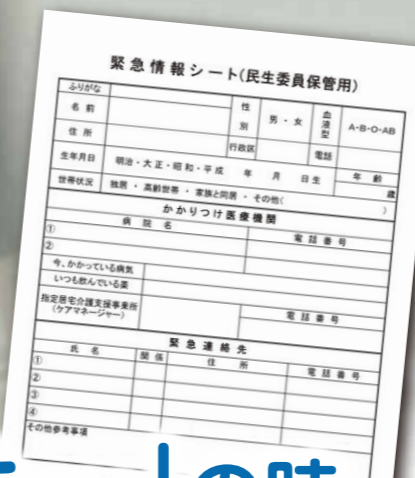 緊急情報シート(民生委員保管用)
ふりがな
名前 性別 男・女 血液型 A・B・O・AB
住所 行政区 電話
生年月日 明治・大正・昭和・平成 年 月 日生 年齢 歳
世帯状況 独居・高齢世帯・家族と同居・その他( )
かかりつけ医療機関
病院名 電話番号
①
②
今、かかっている病気
いつも飲んでいる薬
指定居宅介護支援事業所 電話番号
(ケアマネージャー)
緊急連絡先
氏名 関係 住所 電話番号
①
②
③
④
その他参考事項
の時